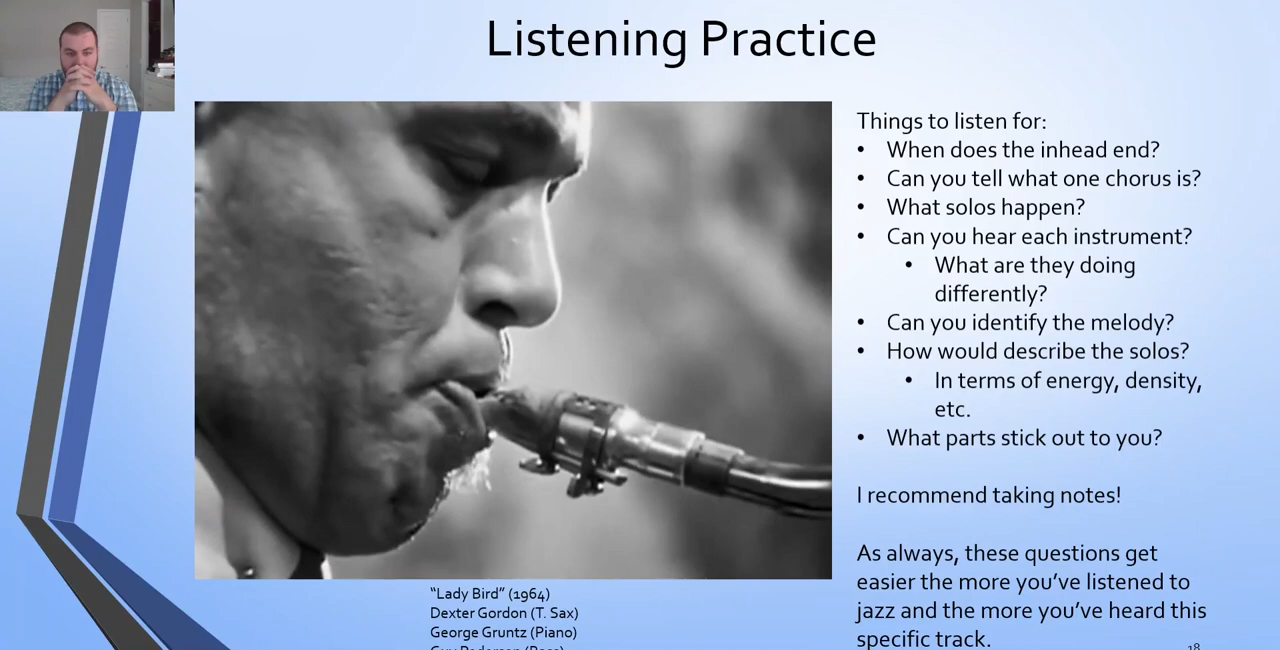 Listening Practice
Things to listen for:
• When does the inhead end?
• Can you tell what one chorus is?
• What solos happen?
• Can you hear each instrument?
• What are they doing
differently?
• Can you identify the melody?
• How would describe the solos?
• In terms of energy, density,
etc.
• What parts stick out to you?
I recommend taking notes!
As always, these questions get
easier the more you’ve listened to
jazz and the more you’ve heard this
specific track.
“Lady Bird” (1964)
Dexter Gordon (T. Sax)
George Gruntz (Piano)
18